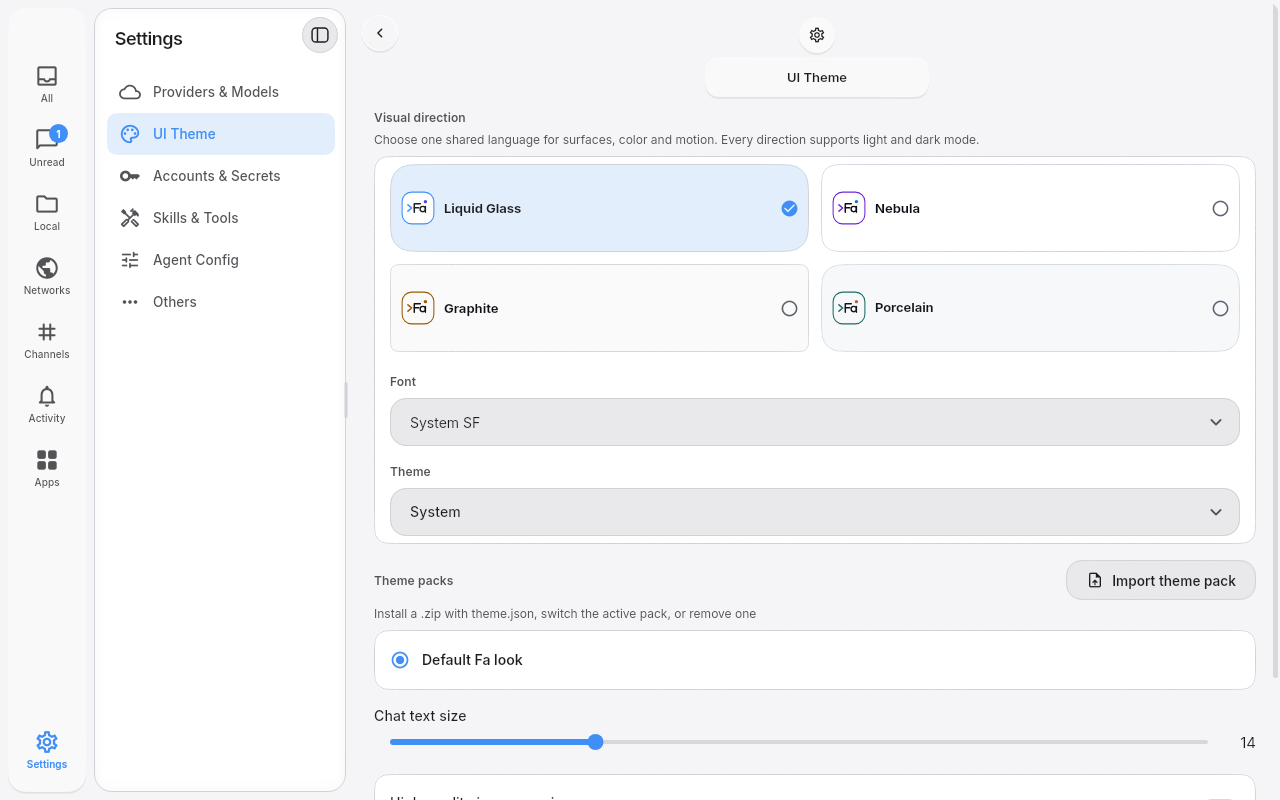 Settings
All
1
Unread
Local
Networks
Channels
Activity
Apps
Settings
Providers & Models
UI Theme
Accounts & Secrets
Skills & Tools
Agent Config
Others
UI Theme
Visual direction
Choose one shared language for surfaces, color and motion. Every direction supports light and dark mode.
>Fa Liquid Glass
>Fa Nebula
>Fa Graphite
>Fa Porcelain
Font
System SF
Theme
System
Theme packs
Import theme pack
Install a .zip with theme.json, switch the active pack, or remove one
Default Fa look
Chat text size
14